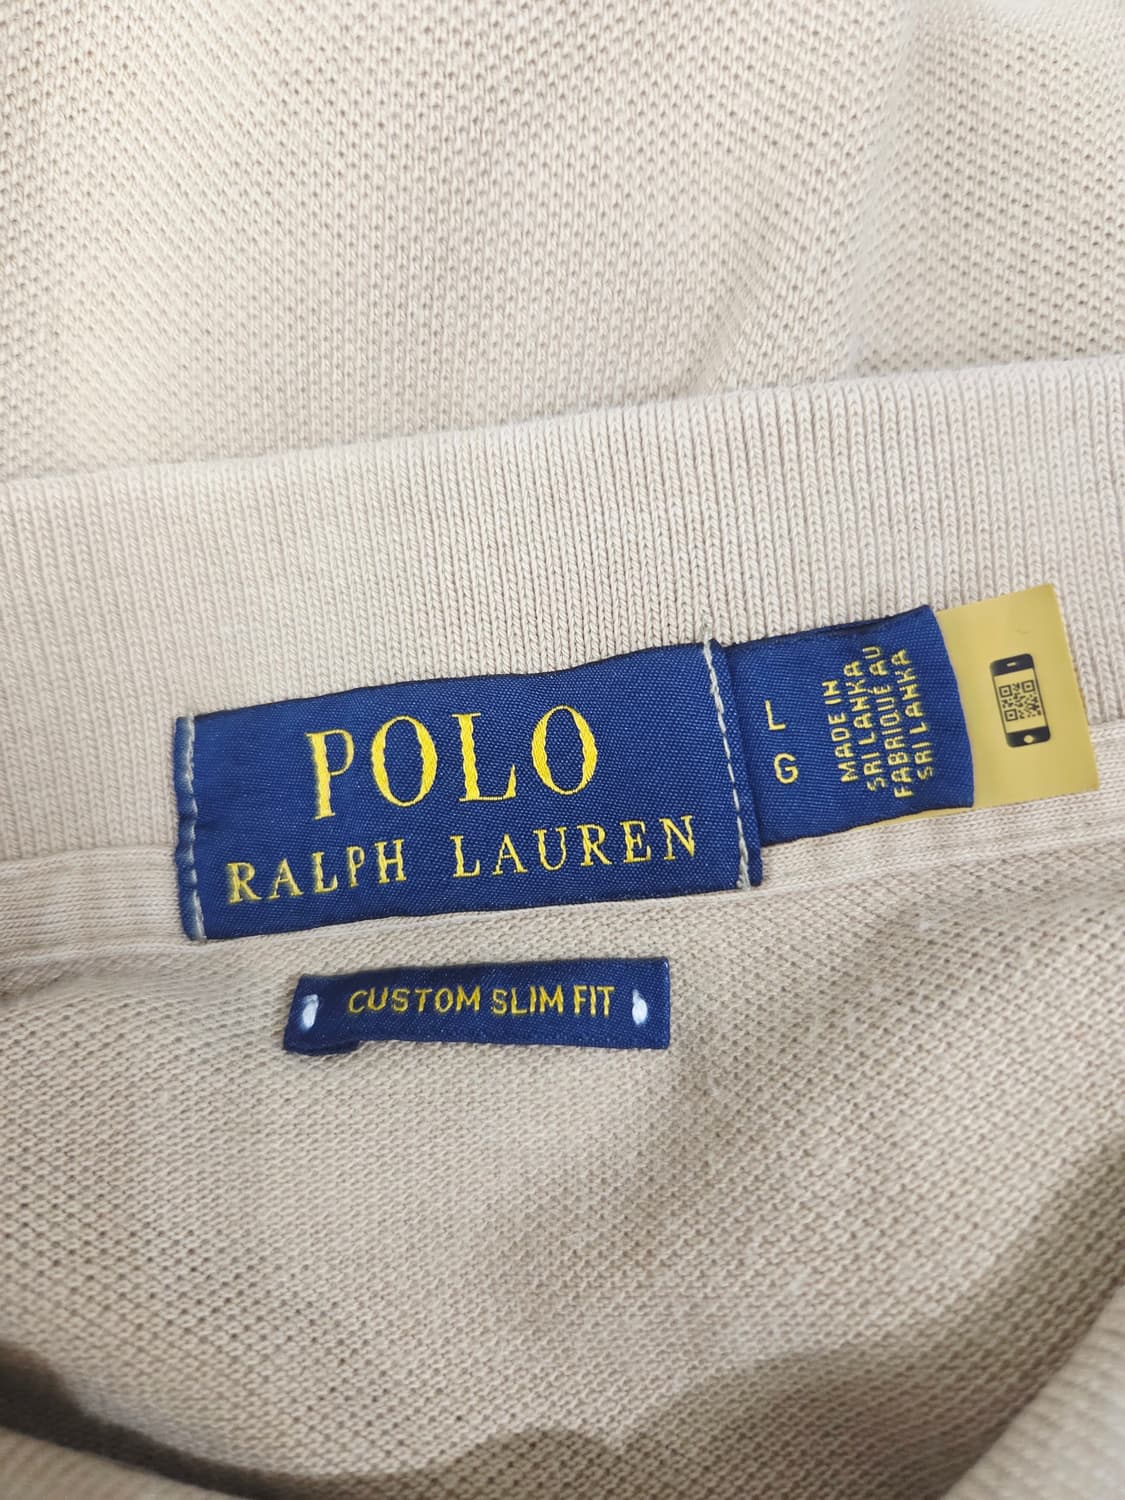 POLO
RALPH LAUREN
L
G
MADE IN
SRI LANKA
FABRIQUÉ AU
SRI LANKA
CUSTOM SLIM FIT